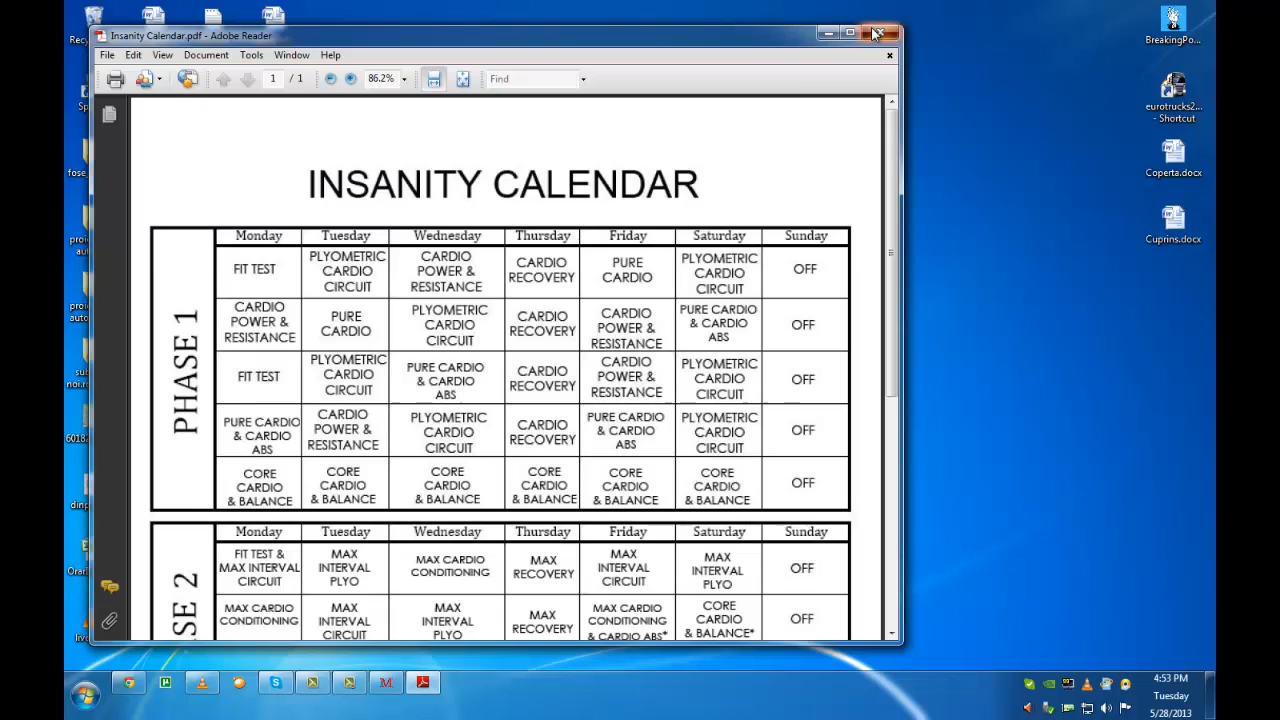 Insanity Calendar.pdf - Adobe Reader
File Edit View Document Tools Window Help
1 / 1 86.2% Find
INSANITY CALENDAR
PHASE 1
Monday Tuesday Wednesday Thursday Friday Saturday Sunday
FIT TEST
PLYOMETRIC
CARDIO
CIRCUIT
CARDIO
POWER &
RESISTANCE
CARDIO
RECOVERY
PURE
CARDIO
PLYOMETRIC
CARDIO
CIRCUIT
OFF
CARDIO
POWER &
RESISTANCE
PURE
CARDIO
PLYOMETRIC
CARDIO
CIRCUIT
CARDIO
RECOVERY
CARDIO
POWER &
RESISTANCE
PURE CARDIO
& CARDIO
ABS
OFF
FIT TEST
PLYOMETRIC
CARDIO
CIRCUIT
PURE CARDIO
& CARDIO
ABS
CARDIO
RECOVERY
CARDIO
POWER &
RESISTANCE
PLYOMETRIC
CARDIO
CIRCUIT
OFF
PURE CARDIO
& CARDIO
ABS
CARDIO
POWER &
RESISTANCE
PLYOMETRIC
CARDIO
CIRCUIT
CARDIO
RECOVERY
PURE CARDIO
& CARDIO
ABS
PLYOMETRIC
CARDIO
CIRCUIT
OFF
CORE
CARDIO
& BALANCE
CORE
CARDIO
& BALANCE
CORE
CARDIO
& BALANCE
CORE
CARDIO
& BALANCE
CORE
CARDIO
& BALANCE
CORE
CARDIO
& BALANCE
OFF
SE 2
Monday Tuesday Wednesday Thursday Friday Saturday Sunday
FIT TEST &
MAX INTERVAL
CIRCUIT
MAX
INTERVAL
PLYO
MAX CARDIO
CONDITIONING
MAX
RECOVERY
MAX
INTERVAL
CIRCUIT
MAX
INTERVAL
PLYO
OFF
MAX CARDIO
CONDITIONING
MAX
INTERVAL
CIRCUIT
MAX
INTERVAL
PLYO
MAX
RECOVERY
MAX CARDIO
CONDITIONING
& CARDIO ABS*
CORE
CARDIO
& BALANCE*
OFF
BreakingPo...
eurotrucks2...
- Shortcut
Coperta.docx
Cuprins.docx
4:53 PM
Tuesday
5/28/2013